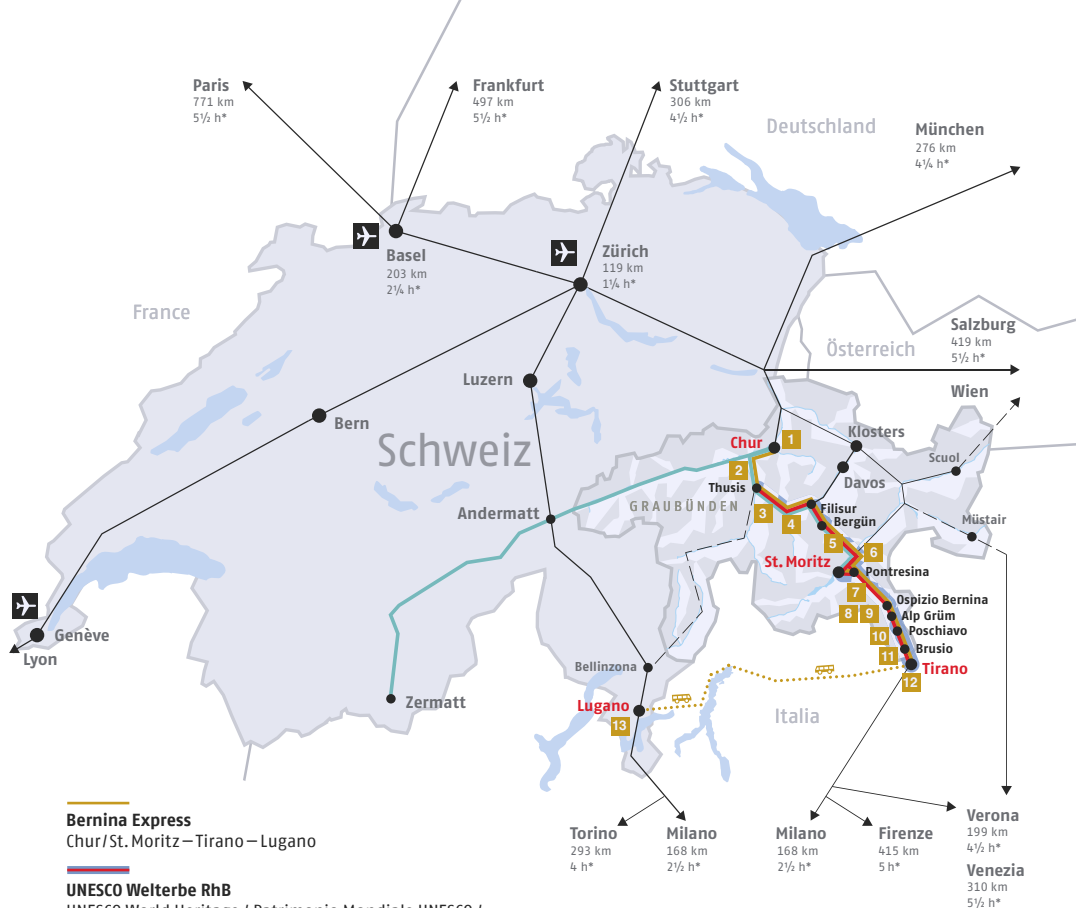 Paris
771 km
5½ h*
Frankfurt
497 km
5½ h*
Stuttgart
306 km
4½ h*
Deutschland
München
276 km
4¼ h*
Basel
203 km
2¼ h*
Zürich
119 km
1¼ h*
France
Salzburg
419 km
5½ h*
Österreich
Wien
Luzern
Bern
Schweiz
Klosters
Chur
1
Scuol
2
Davos
Thusis
GRAUBÜNDEN
Filisur
3
4
Bergün
Andermatt
Müstair
5
6
St. Moritz
Pontresina
7
Ospizio Bernina
8
9
Alp Grüm
Poschiavo
10
Genève
Brusio
11
Lyon
Bellinzona
Tirano
12
Zermatt
Lugano
13
Italia
Bernina Express
Chur/St. Moritz – Tirano – Lugano
Torino
293 km
4 h*
Milano
168 km
2½ h*
Milano
168 km
2½ h*
Firenze
415 km
5 h*
Verona
199 km
4½ h*
Venezia
310 km
5½ h*
UNESCO Welterbe RhB
UNESCO World Heritage / Patrimonio Mondiale UNESCO /